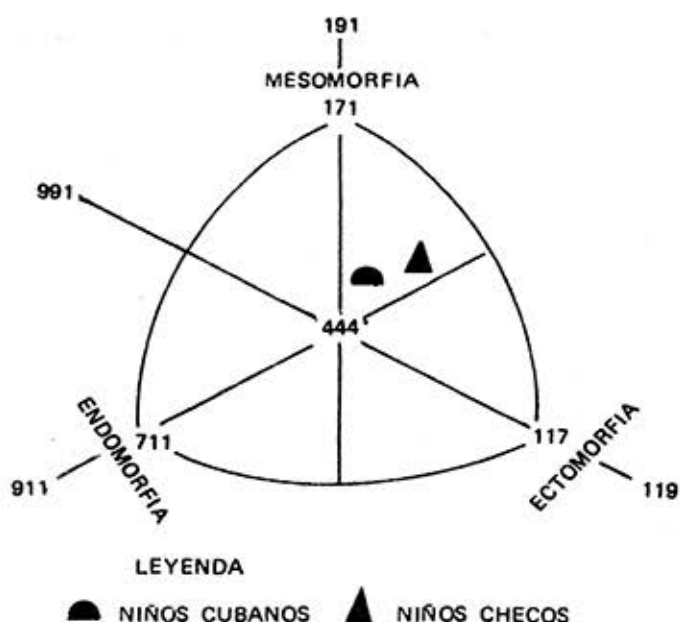 191
MESOMORFIA
171
991
444
ENDOMORFIA
711
117
ECTOMORFIA
911
119
LEYENDA
NIÑOS CUBANOS
NIÑOS CHECOS